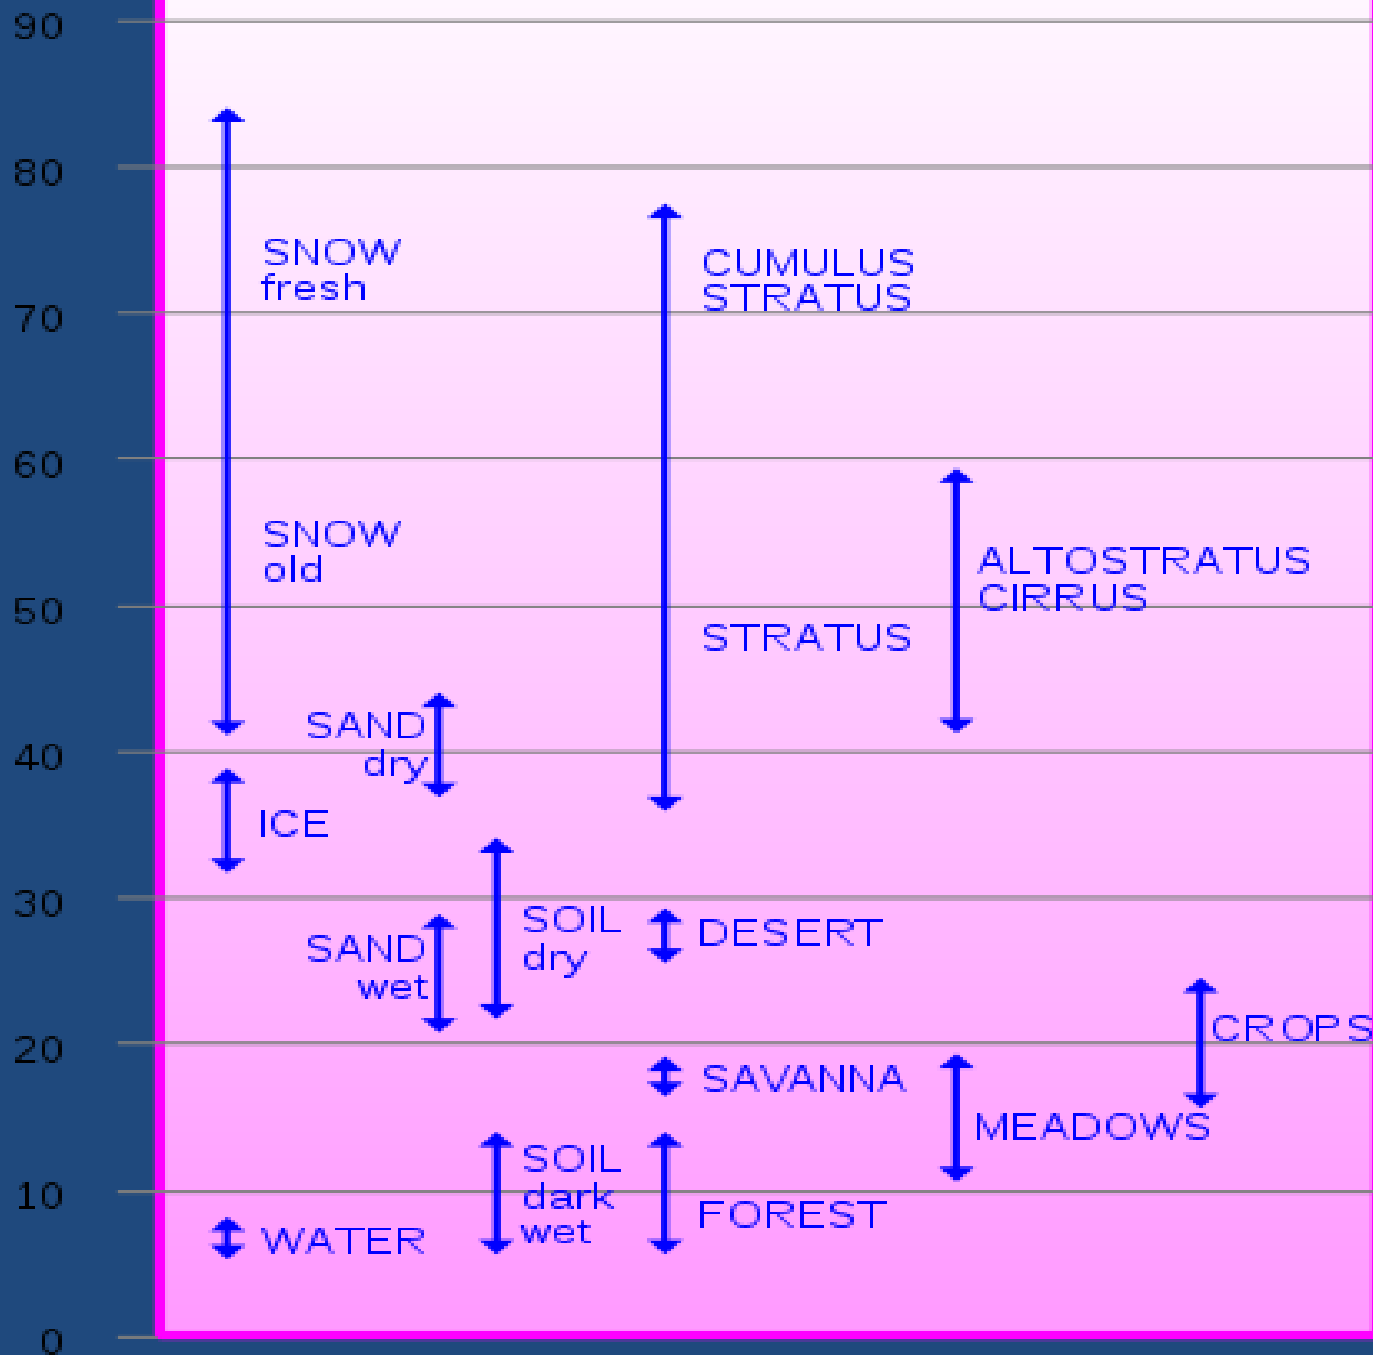 90
80
70
60
50
40
30
20
10
0
SNOW
fresh
CUMULUS
STRATUS
SNOW
old
ALTOSTRATUS
CIRRUS
STRATUS
SAND
dry
ICE
SOIL
dry
DESERT
SAND
wet
CROPS
SAVANNA
MEADOWS
SOIL
dark
wet
FOREST
WATER